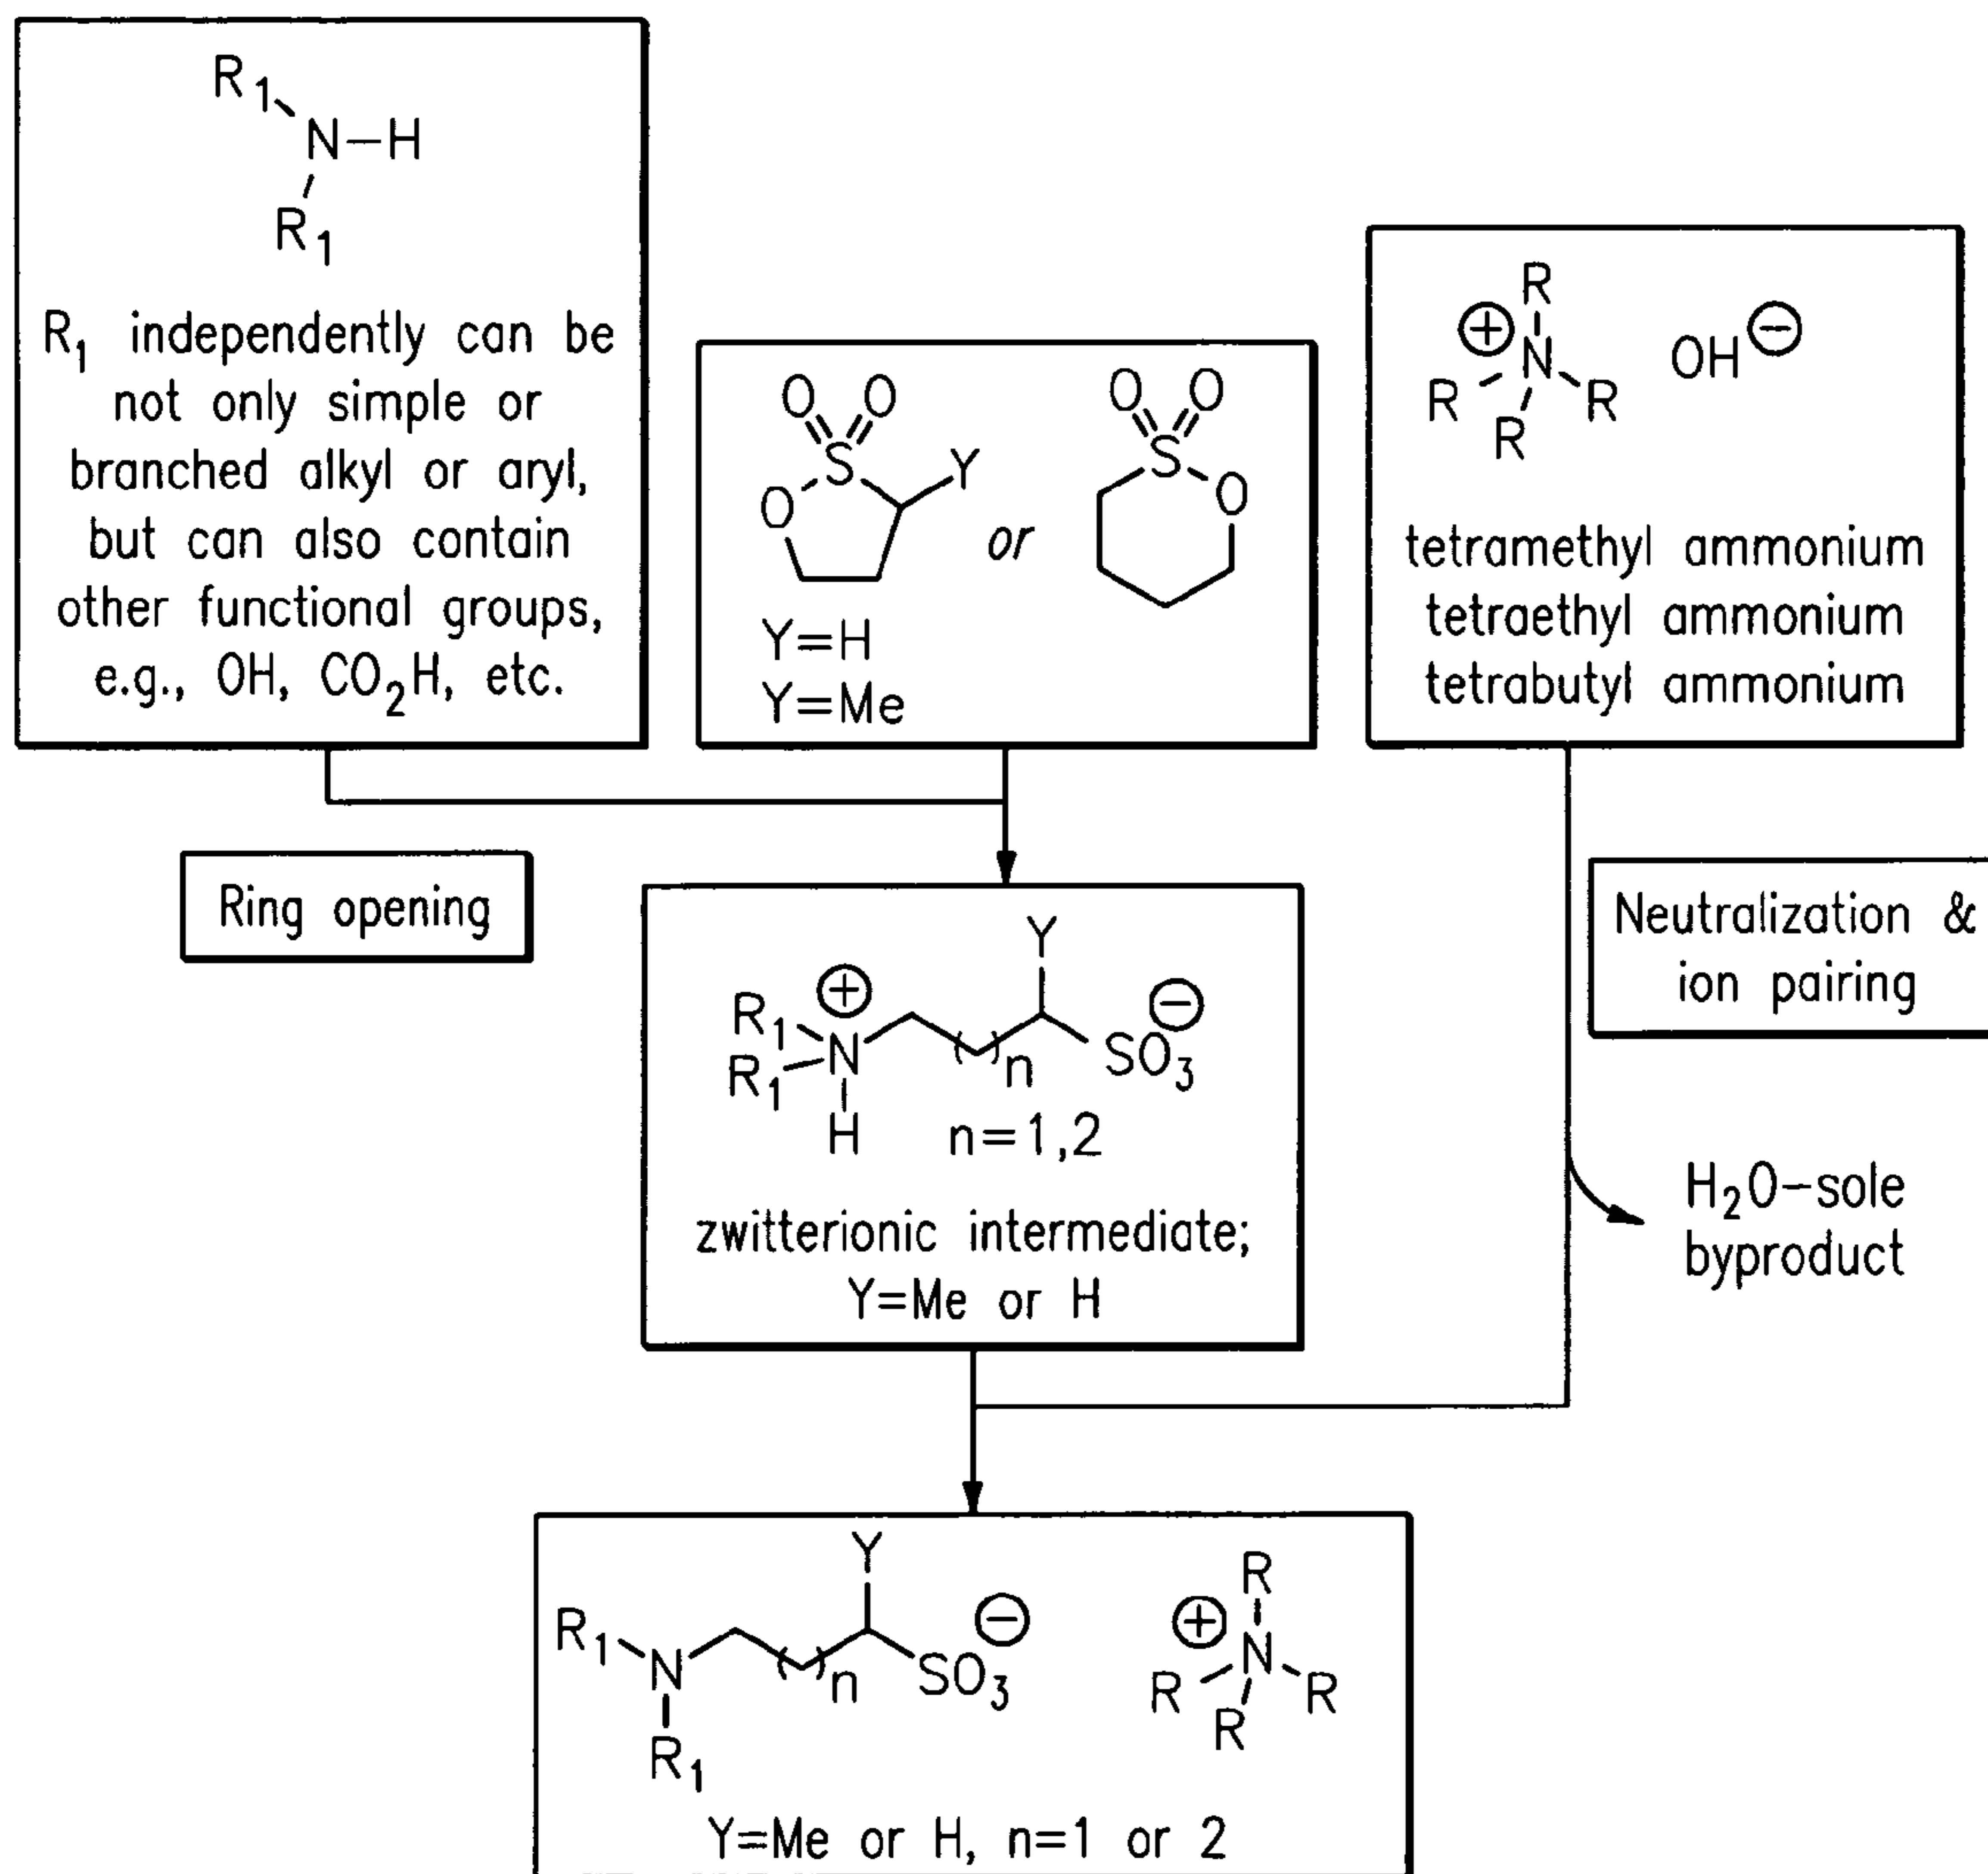 R₁
N–H
R₁
R₁ independently can be
not only simple or
branched alkyl or aryl,
but can also contain
other functional groups,
e.g., OH, CO₂H, etc.
O O
S
O
Y
or
O O
S
O
Y=H
Y=Me
R
⊕
N
R R
R
OH⊖
tetramethyl ammonium
tetraethyl ammonium
tetrabutyl ammonium
Ring opening
Y
⊕
⊖
R₁
R₁
N
H
( )n
SO₃
n=1,2
zwitterionic intermediate;
Y=Me or H
Neutralization &
ion pairing
H₂O–sole
byproduct
Y
R₁
N
R₁
( )n
SO₃
⊖
R
⊕
N
R R
R
Y=Me or H, n=1 or 2